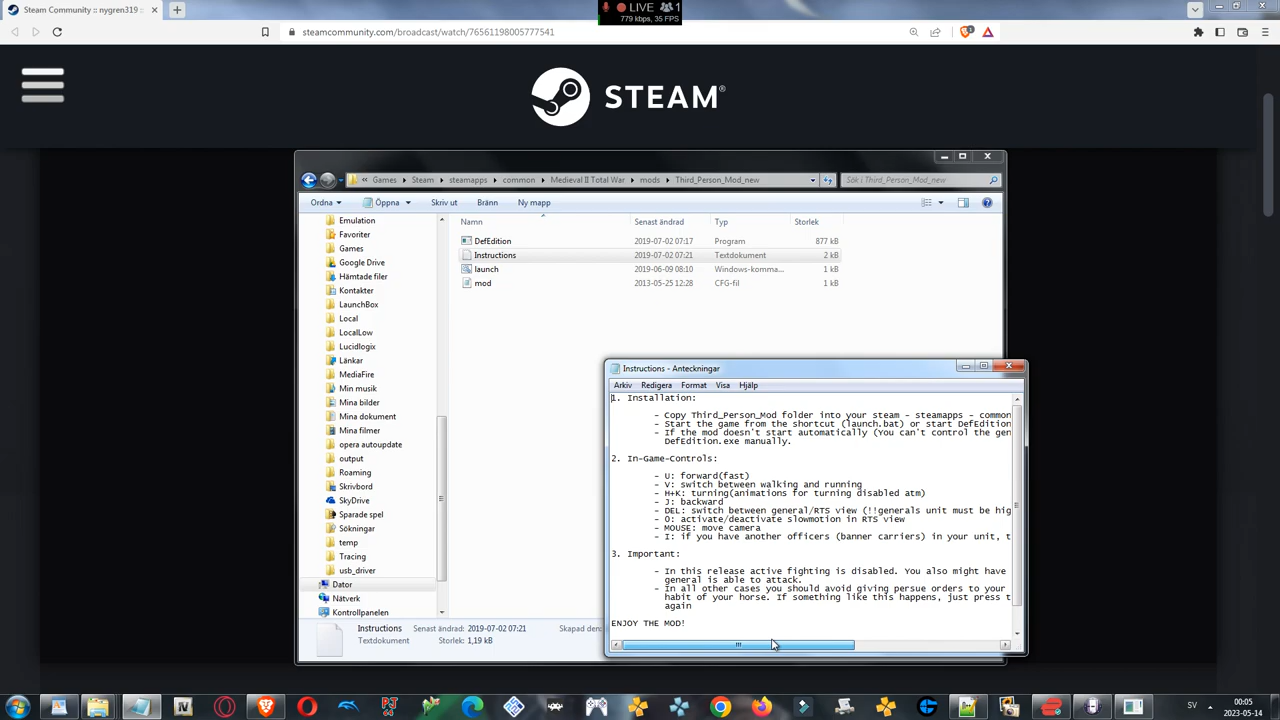 Steam Community :: nygren319 ::
LIVE 1
779 kbps, 35 FPS
steamcommunity.com/broadcast/watch/76561198005777541
STEAM
Games Steam steamapps common Medieval II Total War mods Third_Person_Mod_new
Sök i Third_Person_Mod_new
Ordna Öppna Skriv ut Bränn Ny mapp
Namn Senast ändrad Typ Storlek
DefEdition 2019-07-02 07:17 Program 877 kB
Instructions 2019-07-02 07:21 Textdokument 2 kB
launch 2019-06-09 08:10 Windows-komma... 1 kB
mod 2013-05-25 12:28 CFG-fil 1 kB
Emulation
Favoriter
Games
Google Drive
Hämtade filer
Kontakter
LaunchBox
Local
LocalLow
Lucidlogix
Länkar
MediaFire
Min musik
Mina bilder
Mina dokument
Mina filmer
opera autoupdate
output
Roaming
Skrivbord
SkyDrive
Sparade spel
Sökningar
temp
Tracing
usb_driver
Dator
Nätverk
Kontrollpanelen
Instructions Senast ändrad: 2019-07-02 07:21 Skapad den:
Textdokument Storlek: 1,19 kB
Instructions - Anteckningar
Arkiv Redigera Format Visa Hjälp
1. Installation:
- Copy Third_Person_Mod folder into your steam - steamapps - common
- Start the game from the shortcut (launch.bat) or start DefEdition
- If the mod doesn't start automatically (You can't control the gen
DefEdition.exe manually.
2. In-Game-Controls:
- U: forward(fast)
- V: switch between walking and running
- H+K: turning(animations for turning disabled atm)
- J: backward
- DEL: switch between general/RTS view (!!generals unit must be hig
- O: activate/deactivate slowmotion in RTS view
- MOUSE: move camera
- I: if you have another officers (banner carriers) in your unit, t
3. Important:
- In this release active fighting is disabled. You also might have
general is able to attack.
- In all other cases you should avoid giving persue orders to your
habit of your horse. If something like this happens, just press t
again
ENJOY THE MOD!
SV
00:05
2023-05-14